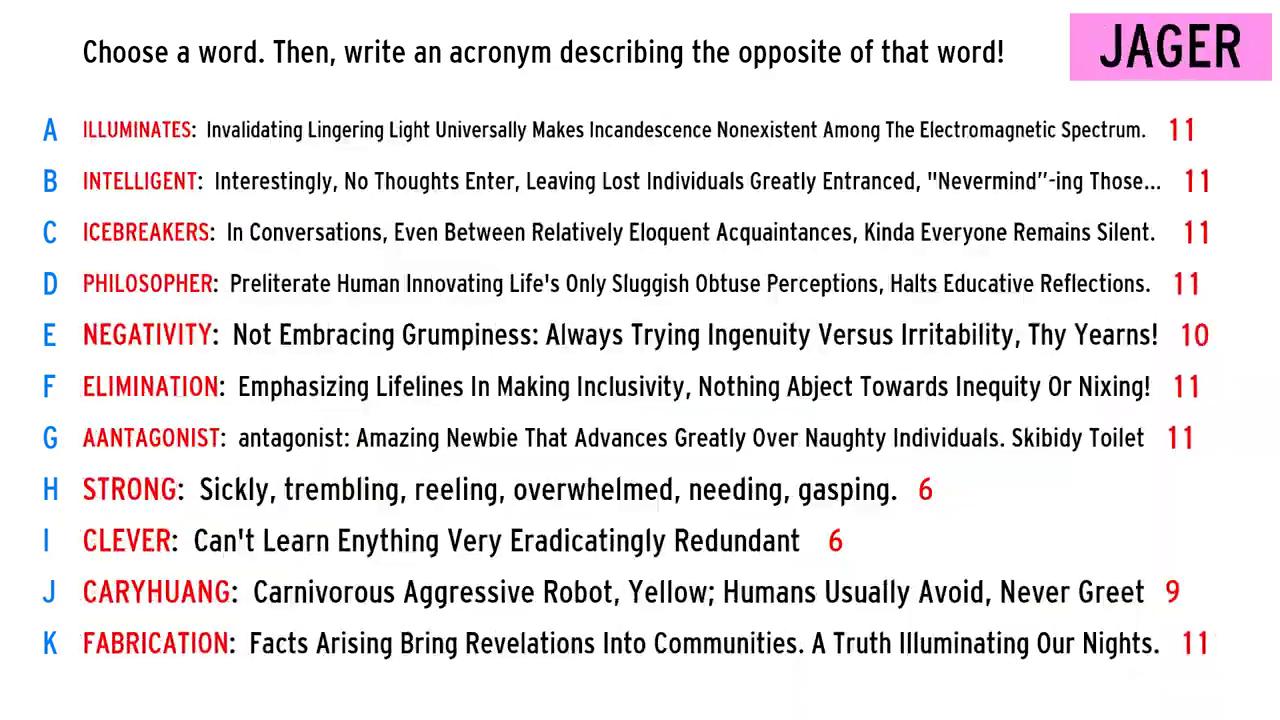 Choose a word. Then, write an acronym describing the opposite of that word!
JAGER
A ILLUMINATES: Invalidating Lingering Light Universally Makes Incandescence Nonexistent Among The Electromagnetic Spectrum. 11
B INTELLIGENT: Interestingly, No Thoughts Enter, Leaving Lost Individuals Greatly Entranced, "Nevermind”-ing Those... 11
C ICEBREAKERS: In Conversations, Even Between Relatively Eloquent Acquaintances, Kinda Everyone Remains Silent. 11
D PHILOSOPHER: Preliterate Human Innovating Life's Only Sluggish Obtuse Perceptions, Halts Educative Reflections. 11
E NEGATIVITY: Not Embracing Grumpiness: Always Trying Ingenuity Versus Irritability, Thy Yearns! 10
F ELIMINATION: Emphasizing Lifelines In Making Inclusivity, Nothing Abject Towards Inequity Or Nixing! 11
G AANTAGONIST: antagonist: Amazing Newbie That Advances Greatly Over Naughty Individuals. Skibidy Toilet 11
H STRONG: Sickly, trembling, reeling, overwhelmed, needing, gasping. 6
I CLEVER: Can't Learn Enything Very Eradicatingly Redundant 6
J CARYHUANG: Carnivorous Aggressive Robot, Yellow; Humans Usually Avoid, Never Greet 9
K FABRICATION: Facts Arising Bring Revelations Into Communities. A Truth Illuminating Our Nights. 11